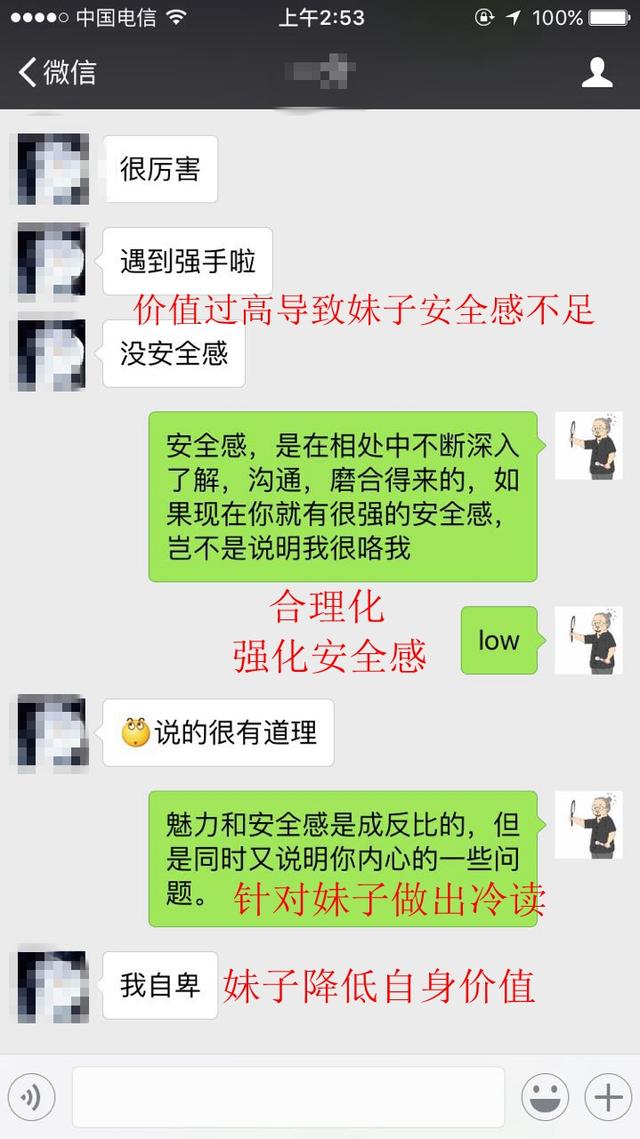 中国电信
上午2:53
100%
微信
很厉害
遇到强手啦
价值过高导致妹子安全感不足
没安全感
安全感，是在相处中不断深入
了解，沟通，磨合得来的，如
果现在你就有很强的安全感，
岂不是说明我很咯我
合理化
low
强化安全感
说的很有道理
魅力和安全感是成反比的，但
是同时又说明你内心的一些问
题。
针对妹子做出冷读
我自卑
妹子降低自身价值